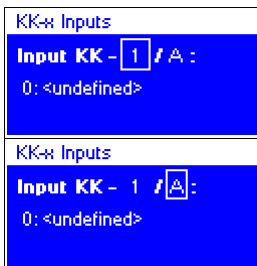 KK-x Inputs
Input KK - 1 / A :
0: <undefined>
KK-x Inputs
Input KK - 1 / A :
0: <undefined>